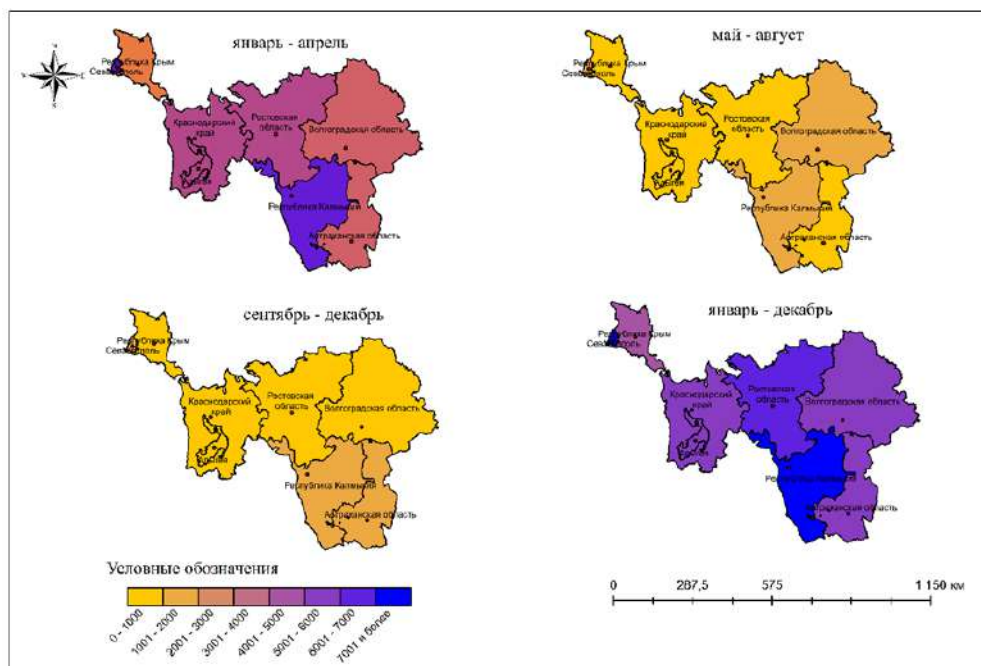 январь - апрель
Республика Крым
Севастополь
Краснодарский
край
Адыгея
Ростовская
область
Волгоградская область
Республика Калмыкия
Астраханская область
май - август
Республика Крым
Севастополь
Краснодарский
край
Адыгея
Ростовская
область
Волгоградская область
Республика Калмыкия
Астраханская область
сентябрь - декабрь
Республика Крым
Севастополь
Краснодарский
край
Адыгея
Ростовская
область
Волгоградская область
Республика Калмыкия
Астраханская область
январь - декабрь
Республика Крым
Севастополь
Краснодарский
край
Адыгея
Ростовская
область
Волгоградская область
Республика Калмыкия
Астраханская область
Условные обозначения
0 - 1000
1001 - 2000
2001 - 3000
3001 - 4000
4001 - 5000
5001 - 6000
6001 - 7000
7001 и более
0 287,5 575 1 150 км